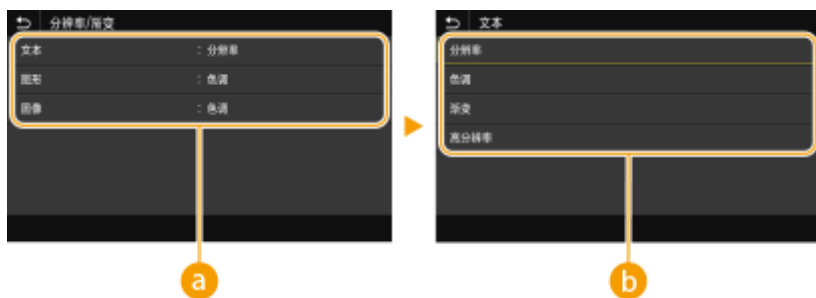 分辨率/渐变
文本 : 分辨率
图形 : 色调
图像 : 色调
a
文本
分辨率
色调
渐变
高分辨率
b